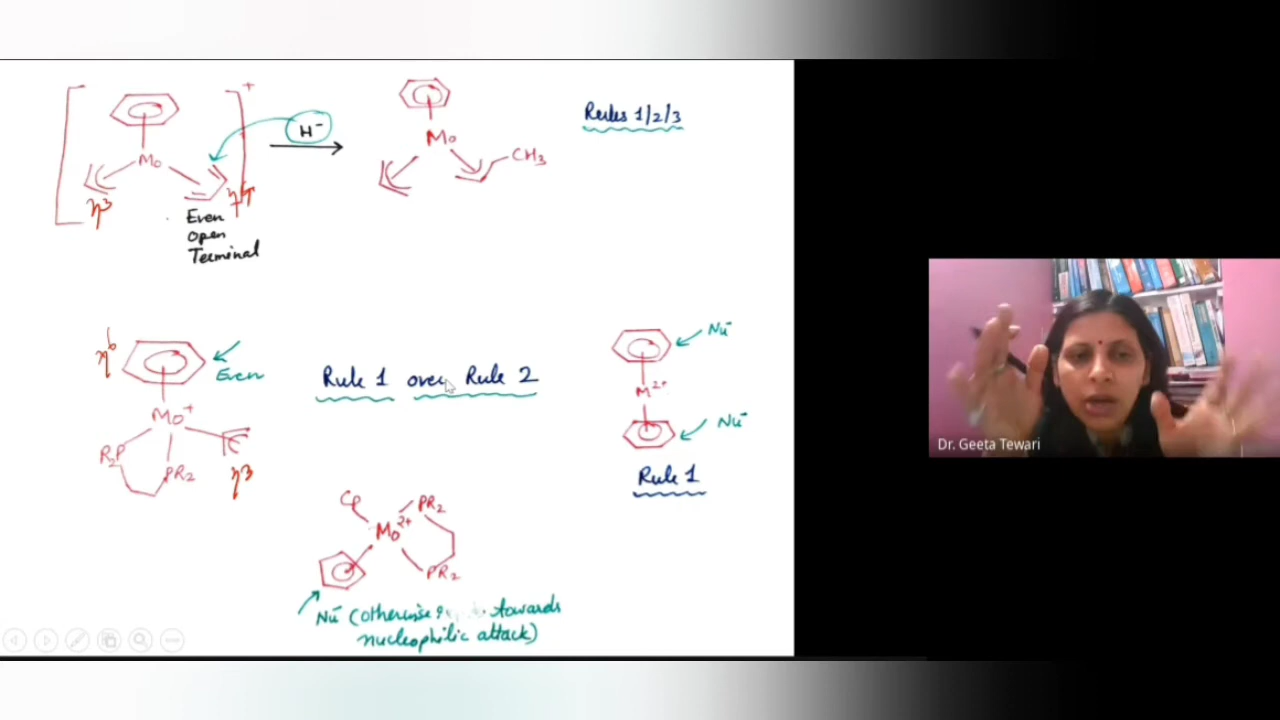 +
H⁻
Mo
η3
η4
Even
Open
Terminal
Mo
CH3
Rules 1/2/3
η6
Even
Mo+
R2P
PR2
η3
Rule 1 over Rule 2
Nu⁻
M2+
Nu⁻
Rule 1
Cp
Mo2+
PR2
PR2
Nu⁻ (otherwise towards
nucleophilic attack)
Dr. Geeta Tewari